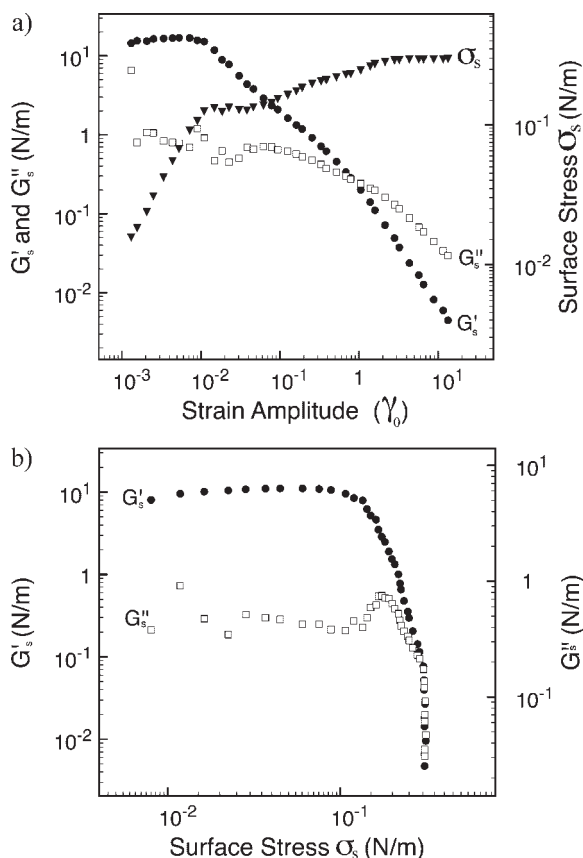 a)
10¹
1
10⁻¹
10⁻²
G'ₛ and G"ₛ (N/m)
σₛ
G"ₛ
G'ₛ
10⁻¹
10⁻²
Surface Stress σₛ (N/m)
10⁻³
10⁻²
10⁻¹
1
10¹
Strain Amplitude (γ₀)
b)
10¹
1
10⁻¹
10⁻²
G'ₛ (N/m)
G'ₛ
G"ₛ
10¹
1
10⁻¹
G"ₛ (N/m)
10⁻²
10⁻¹
Surface Stress σₛ (N/m)